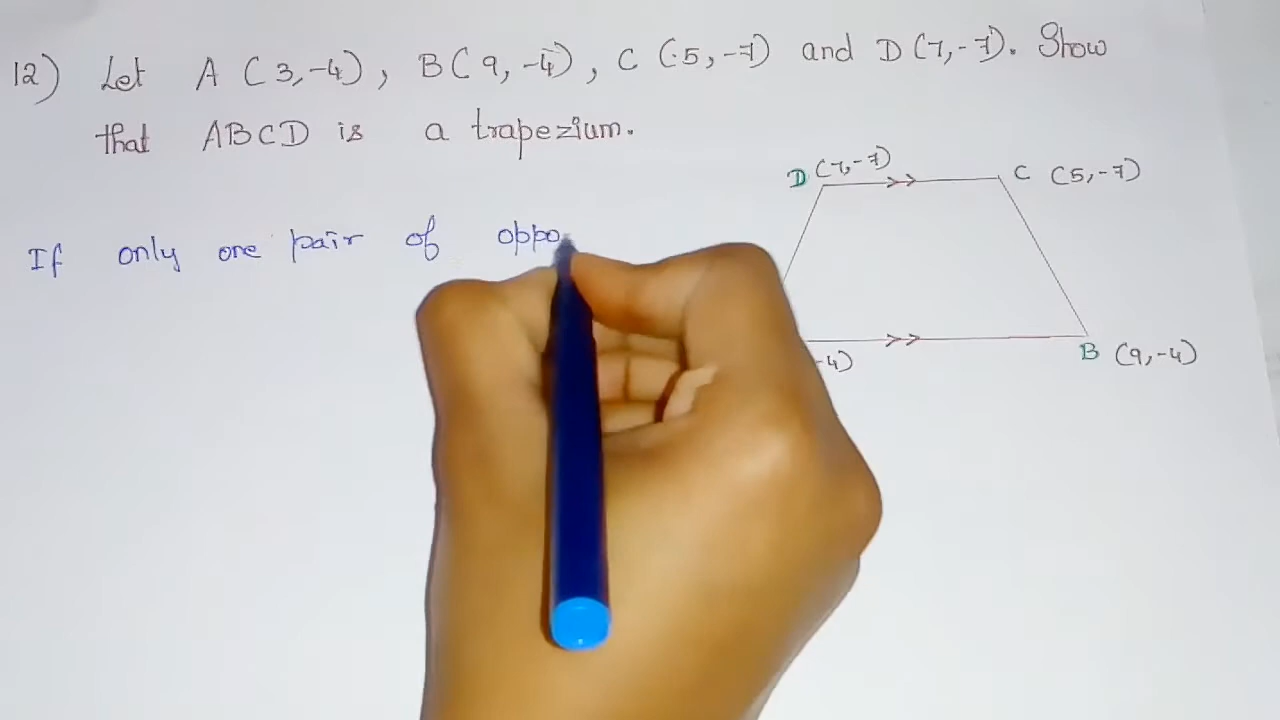 12) Let A (3,-4), B(9,-4), C (5,-7) and D(7,-7). Show
that ABCD is a trapezium.
D (7,-7)
C (5,-7)
If only one pair of oppo
-4)
B (9,-4)